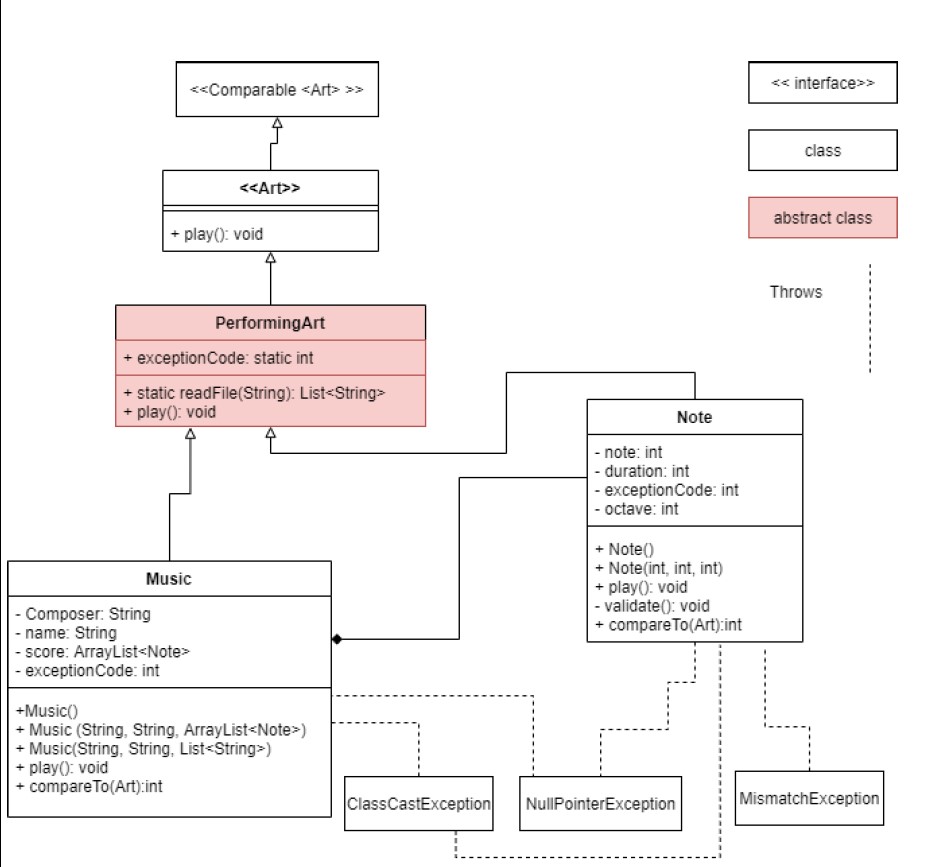 <<Comparable <Art> >>
<<Art>>
+ play(): void
PerformingArt
+ exceptionCode: static int
+ static readFile(String): List<String>
+ play(): void
<< interface>>
class
abstract class
Throws
Note
- note: int
- duration: int
- exceptionCode: int
- octave: int
+ Note()
+ Note(int, int, int)
+ play(): void
- validate(): void
+ compareTo(Art):int
Music
- Composer: String
- name: String
- score: ArrayList<Note>
- exceptionCode: int
+Music()
+ Music (String, String, ArrayList<Note>)
+ Music(String, String, List<String>)
+ play(): void
+ compareTo(Art):int
ClassCastException
NullPointerException
MismatchException